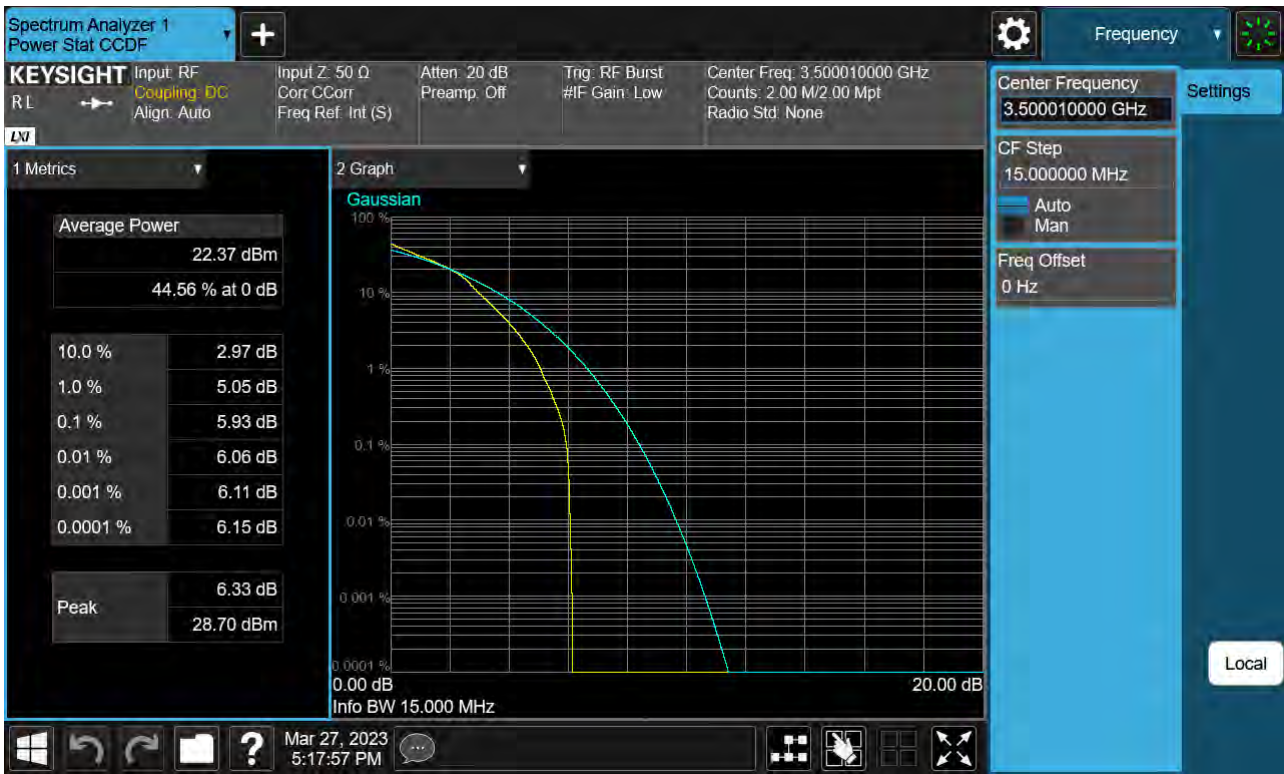 Spectrum Analyzer 1
Power Stat CCDF
Frequency
KEYSIGHT
R L
LXI
Input: RF
Coupling: DC
Align: Auto
Input Z: 50 Ω
Corr CCorr
Freq Ref: Int (S)
Atten: 20 dB
Preamp: Off
Trig: RF Burst
#IF Gain: Low
Center Freq: 3.500010000 GHz
Counts: 2.00 M/2.00 Mpt
Radio Std: None
Center Frequency
3.500010000 GHz
Settings
CF Step
15.000000 MHz
Auto
Man
Freq Offset
0 Hz
Local
1 Metrics
Average Power
22.37 dBm
44.56 % at 0 dB
10.0 % 2.97 dB
1.0 % 5.05 dB
0.1 % 5.93 dB
0.01 % 6.06 dB
0.001 % 6.11 dB
0.0001 % 6.15 dB
Peak
6.33 dB
28.70 dBm
2 Graph
Gaussian
100 %
10 %
1 %
0.1 %
0.01 %
0.001 %
0.0001 %
0.00 dB 20.00 dB
Info BW 15.000 MHz
Mar 27, 2023
5:17:57 PM